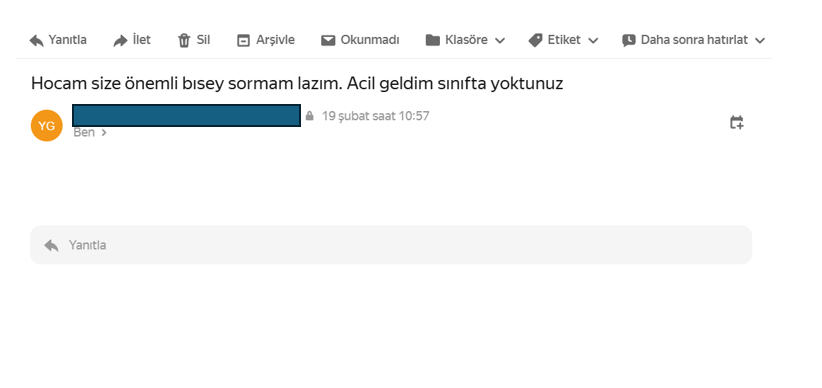 Yanıtla İlet Sil Arşivle Okunmadı Klasöre Etiket Daha sonra hatırlat
Hocam size önemli bısey sormam lazım. Acil geldim sınıfta yoktunuz
YG 19 şubat saat 10:57
Ben
Yanıtla